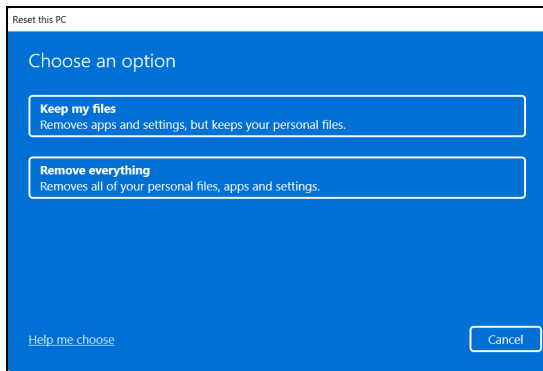 Reset this PC
Choose an option
Keep my files
Removes apps and settings, but keeps your personal files.
Remove everything
Removes all of your personal files, apps and settings.
Help me choose
Cancel